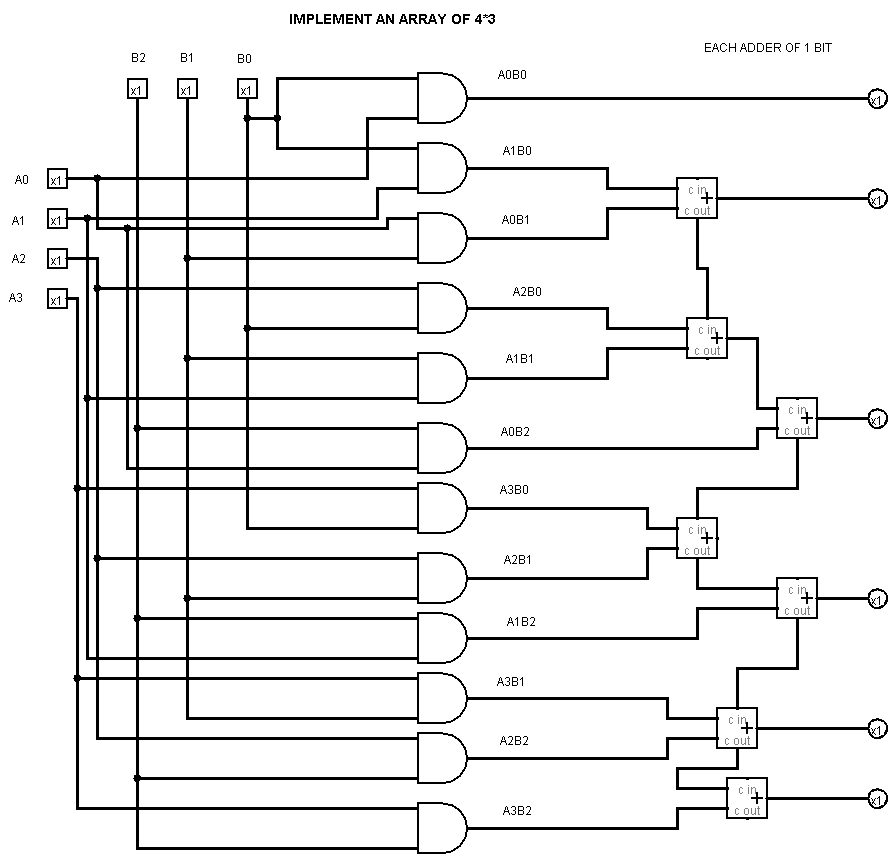 IMPLEMENT AN ARRAY OF 4*3
EACH ADDER OF 1 BIT
B2 B1 B0
x1 x1 x1
A0B0
x1
A1B0
A0 x1
c in
+
c out
x1
A1 x1
A0B1
A2 x1
A3 x1
A2B0
c in
+
c out
A1B1
c in
+
c out
x1
A0B2
A3B0
c in
+
c out
A2B1
c in
+
c out
x1
A1B2
A3B1
c in
+
c out
x1
A2B2
c in
+
x1
c out
A3B2